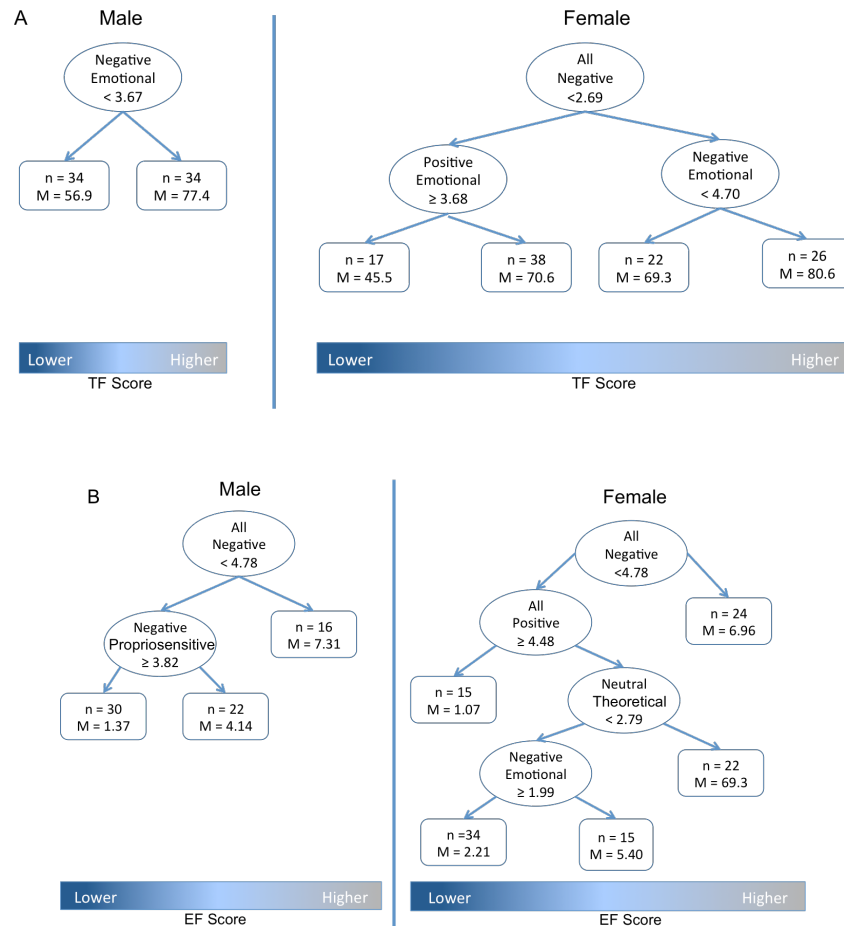 A
Male
Female
Negative
Emotional
< 3.67
n = 34
M = 56.9
n = 34
M = 77.4
All
Negative
<2.69
Positive
Emotional
≥ 3.68
Negative
Emotional
< 4.70
n = 17
M = 45.5
n = 38
M = 70.6
n = 22
M = 69.3
n = 26
M = 80.6
Lower
Higher
TF Score
Lower
Higher
TF Score
B
Male
Female
All
Negative
< 4.78
Negative
Propriosensitive
≥ 3.82
n = 16
M = 7.31
n = 30
M = 1.37
n = 22
M = 4.14
All
Negative
<4.78
All
Positive
≥ 4.48
n = 24
M = 6.96
n = 15
M = 1.07
Neutral
Theoretical
< 2.79
Negative
Emotional
≥ 1.99
n = 22
M = 69.3
n =34
M = 2.21
n = 15
M = 5.40
Lower
Higher
EF Score
Lower
Higher
EF Score